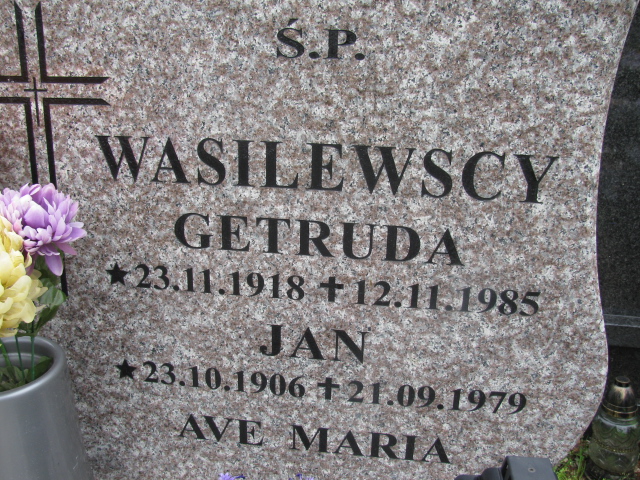 Ś.P.
WASILEWSCY
GETRUDA
★23.11.1918 ✝12.11.1985
JAN
★23.10.1906 ✝21.09.1979
AVE MARIA